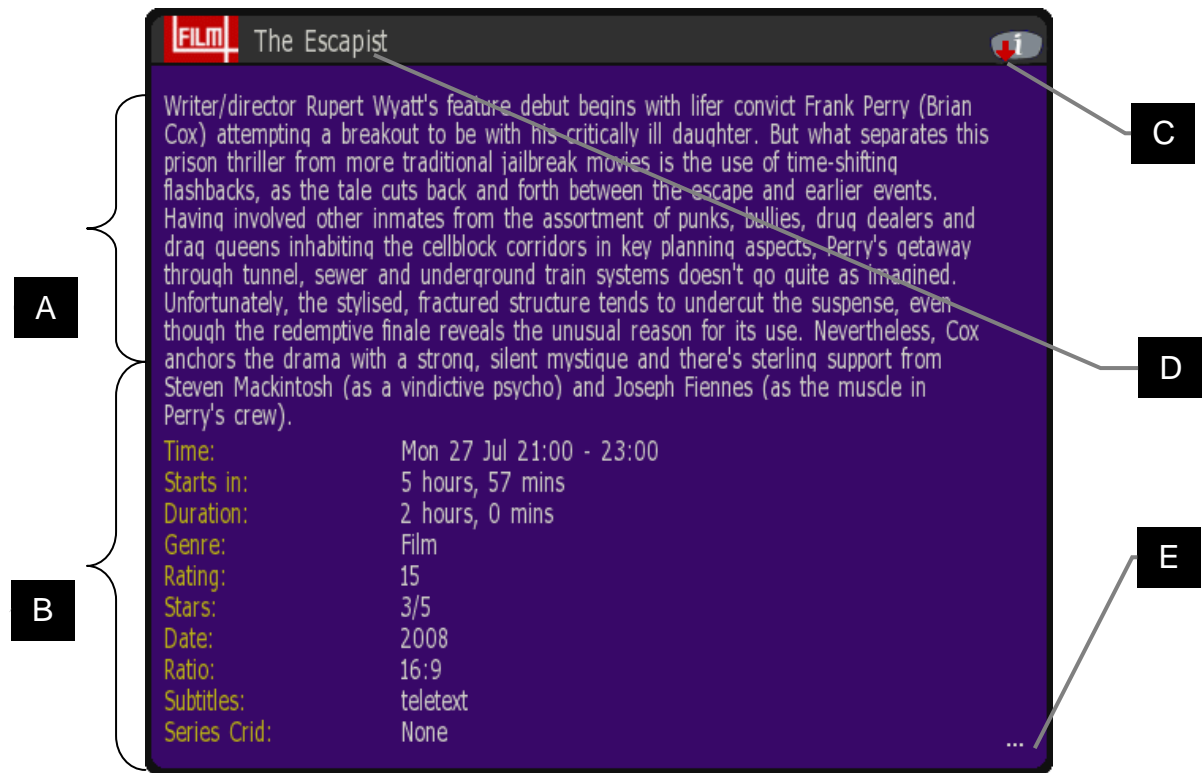 FILM
The Escapist
i
Writer/director Rupert Wyatt's feature debut begins with lifer convict Frank Perry (Brian
Cox) attempting a breakout to be with his critically ill daughter. But what separates this
prison thriller from more traditional jailbreak movies is the use of time-shifting
flashbacks, as the tale cuts back and forth between the escape and earlier events.
Having involved other inmates from the assortment of punks, bullies, drug dealers and
drag queens inhabiting the cellblock corridors in key planning aspects, Perry's getaway
through tunnel, sewer and underground train systems doesn't go quite as imagined.
Unfortunately, the stylised, fractured structure tends to undercut the suspense, even
though the redemptive finale reveals the unusual reason for its use. Nevertheless, Cox
anchors the drama with a strong, silent mystique and there's sterling support from
Steven Mackintosh (as a vindictive psycho) and Joseph Fiennes (as the muscle in
Perry's crew).
Time: Mon 27 Jul 21:00 - 23:00
Starts in: 5 hours, 57 mins
Duration: 2 hours, 0 mins
Genre: Film
Rating: 15
Stars: 3/5
Date: 2008
Ratio: 16:9
Subtitles: teletext
Series Crid: None
...
A
B
C
D
E